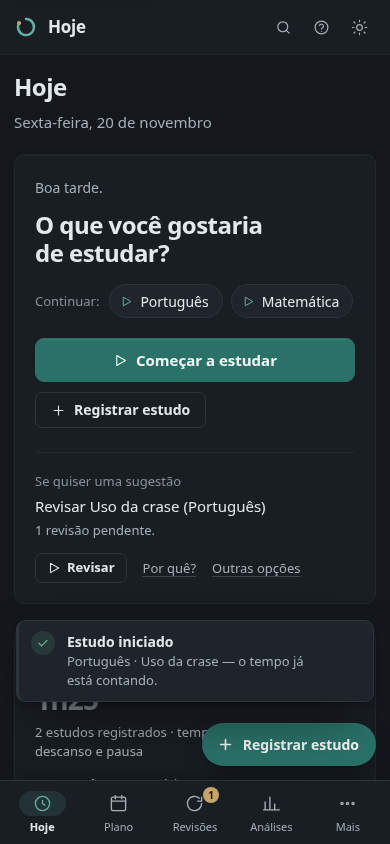 Hoje
Hoje
Sexta-feira, 20 de novembro
Boa tarde.
O que você gostaria
de estudar?
Continuar: Português Matemática
Começar a estudar
Registrar estudo
Se quiser uma sugestão
Revisar Uso da crase (Português)
1 revisão pendente.
Revisar Por quê? Outras opções
Estudo iniciado
Português · Uso da crase — o tempo já
está contando.
2 estudos registrados
descanso e pausa
Registrar estudo
1
Hoje Plano Revisões Análises Mais